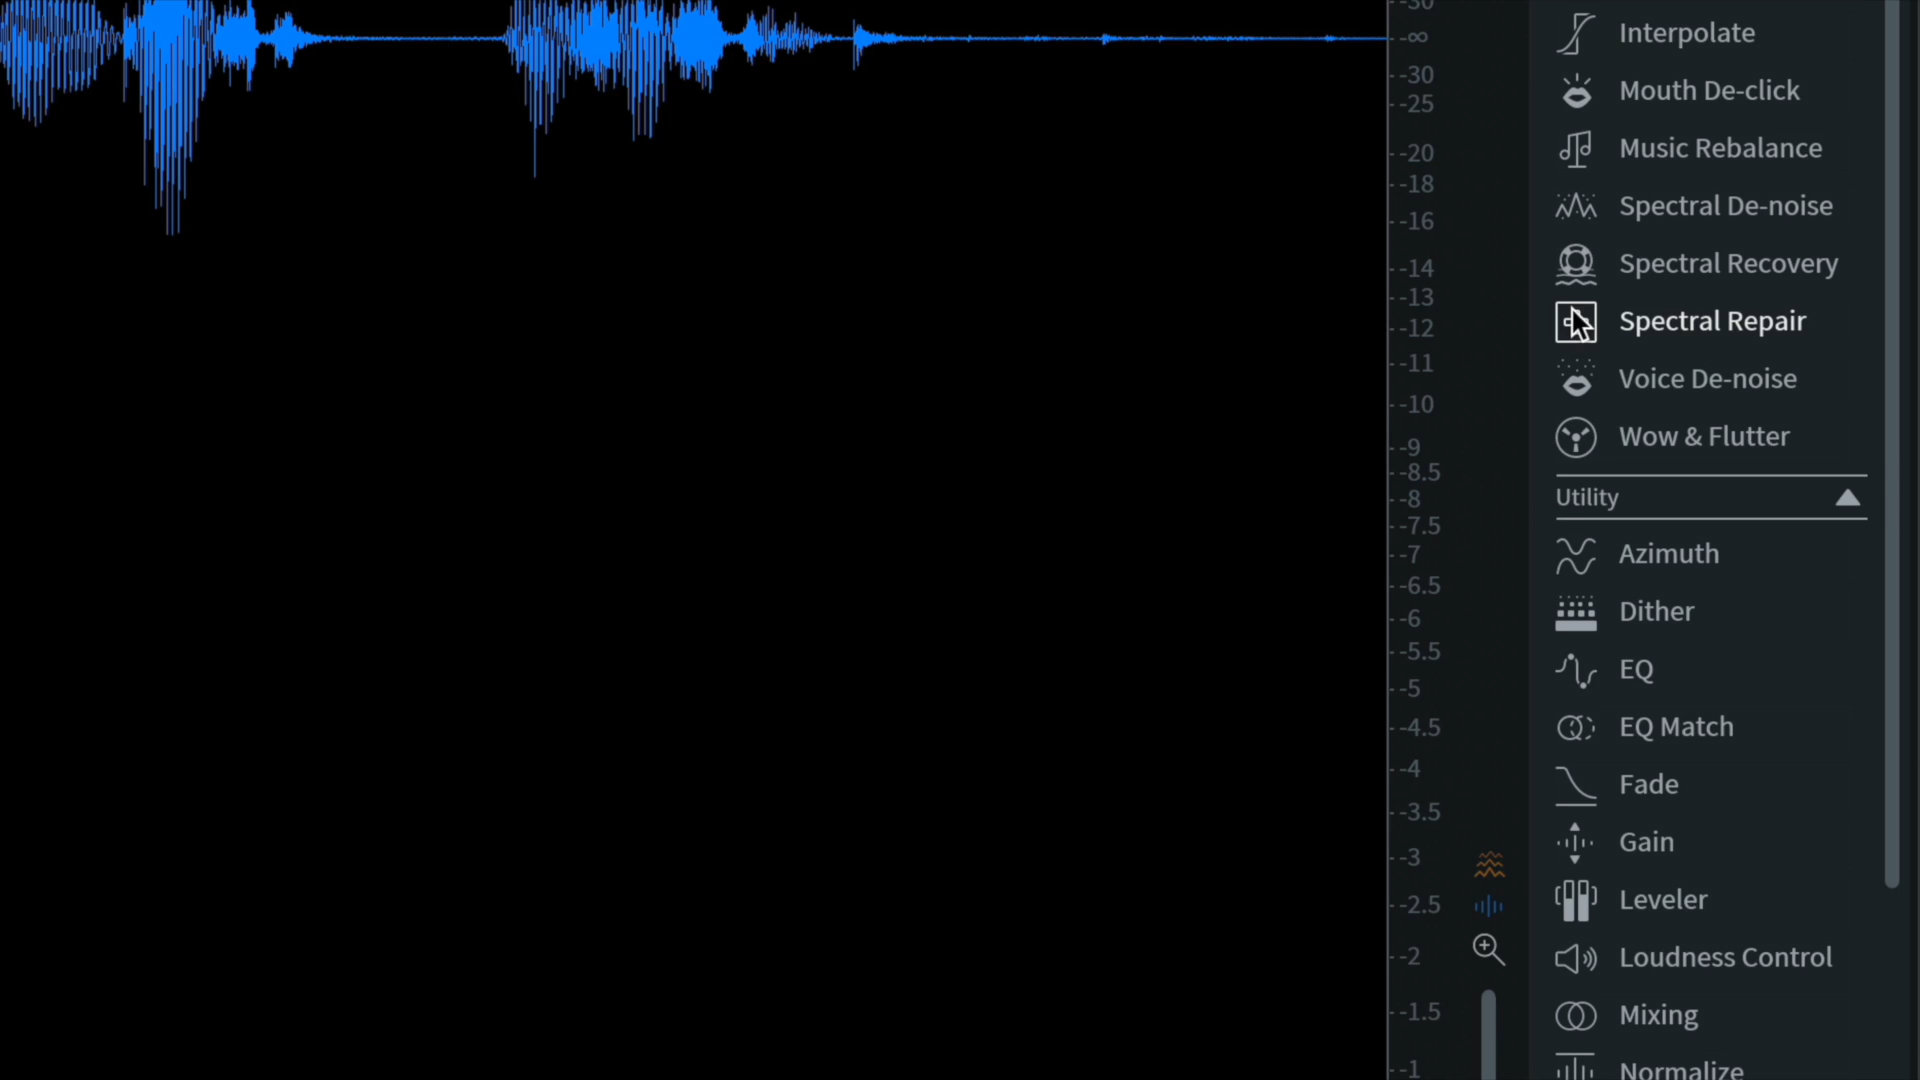 -30
-∞
-30
-25
-20
-18
-16
-14
-13
-12
-11
-10
-9
-8.5
-8
-7.5
-7
-6.5
-6
-5.5
-5
-4.5
-4
-3.5
-3
-2.5
-2
-1.5
-1
Interpolate
Mouth De-click
Music Rebalance
Spectral De-noise
Spectral Recovery
Spectral Repair
Voice De-noise
Wow & Flutter
Utility
Azimuth
Dither
EQ
EQ Match
Fade
Gain
Leveler
Loudness Control
Mixing
Normalize